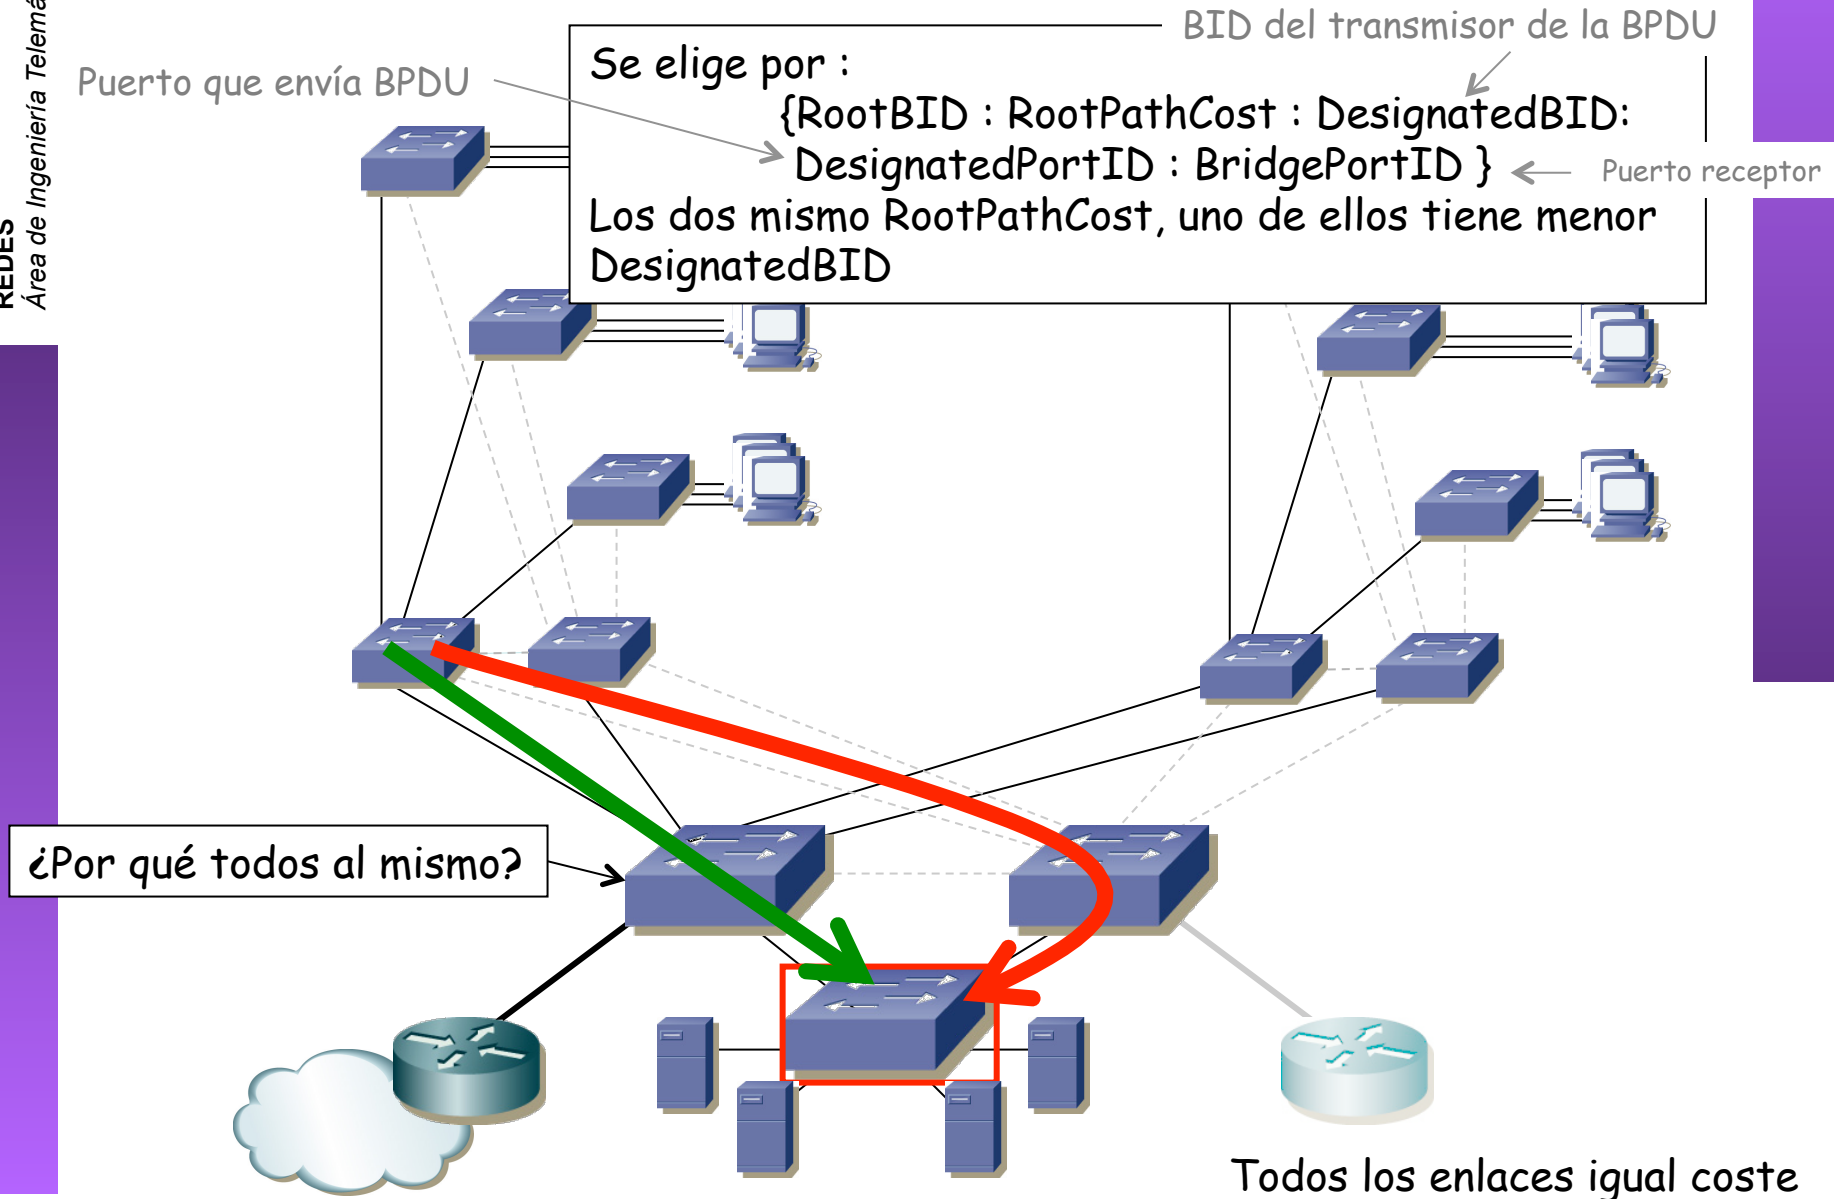 REDES
Área de Ingeniería
BID del transmisor de la BPDU
Puerto que envía BPDU
Se elige por :
{RootBID : RootPathCost : DesignatedBID:
DesignatedPortID : BridgePortID }
Puerto receptor
Los dos mismo RootPathCost, uno de ellos tiene menor
DesignatedBID
¿Por qué todos al mismo?
Todos los enlaces igual coste